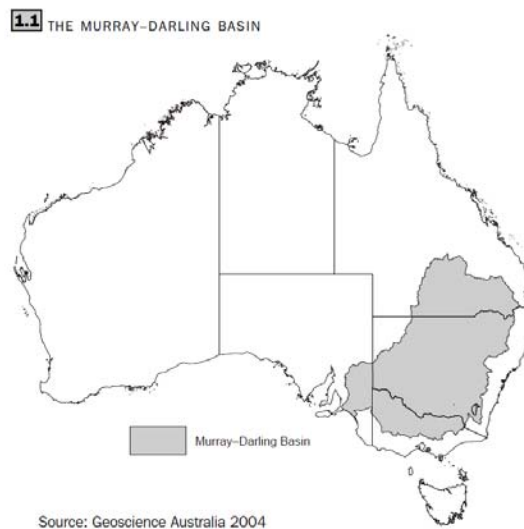 1.1 THE MURRAY–DARLING BASIN
Murray–Darling Basin
Source: Geoscience Australia 2004